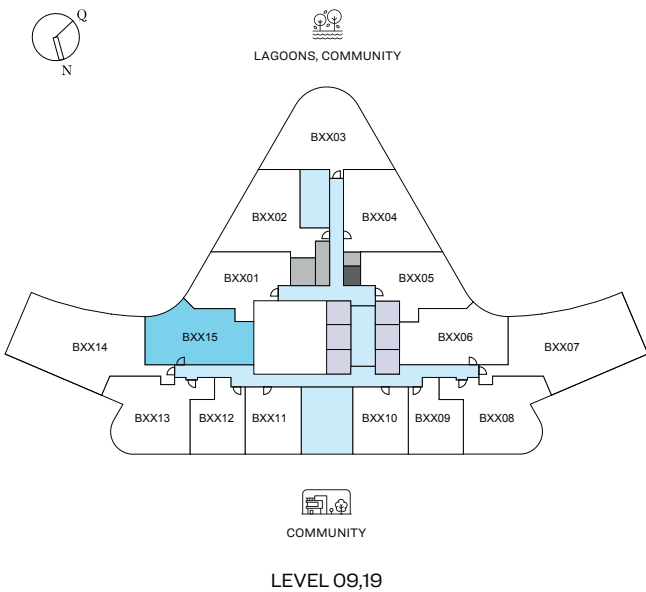 Q
N
LAGOONS, COMMUNITY
BXX03
BXX02
BXX04
BXX01
BXX05
BXX15
BXX06
BXX14
BXX07
BXX13
BXX12
BXX11
BXX10
BXX09
BXX08
COMMUNITY
LEVEL 09,19